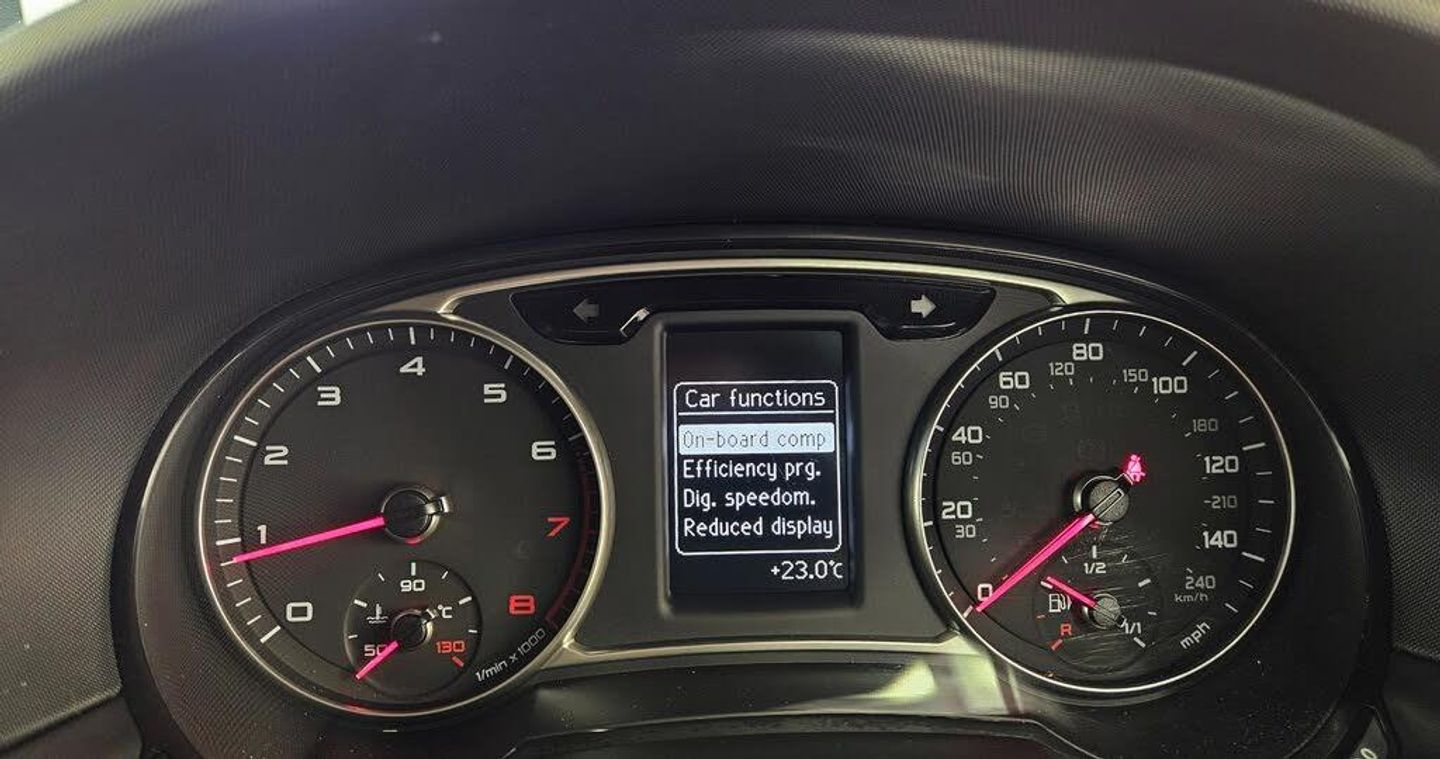 0
1
2
3
4
5
6
7
8
1/min x 1000
50
90
130
°C
Car functions
On-board comp
Efficiency prg.
Dig. speedom.
Reduced display
+23.0°C
0
20
40
60
80
100
120
140
mph
30
60
90
120
150
180
210
240
km/h
R
1/2
1/1